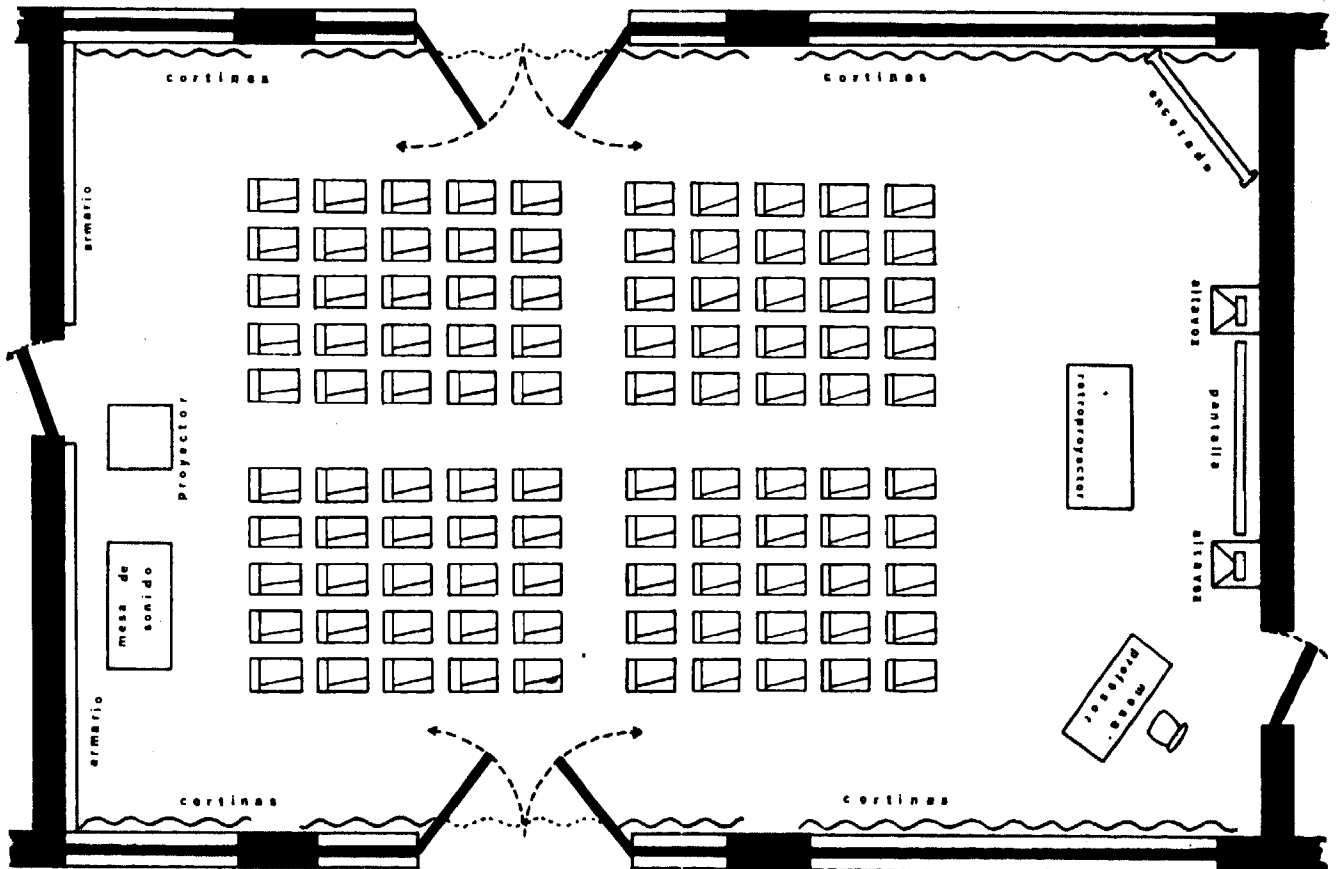 cortinas
cortinas
encerado
armario
altavoz
proyector
retroproyector
pantalla
altavoz
mesa de
sonido
mesa
profesor
armario
cortinas
cortinas